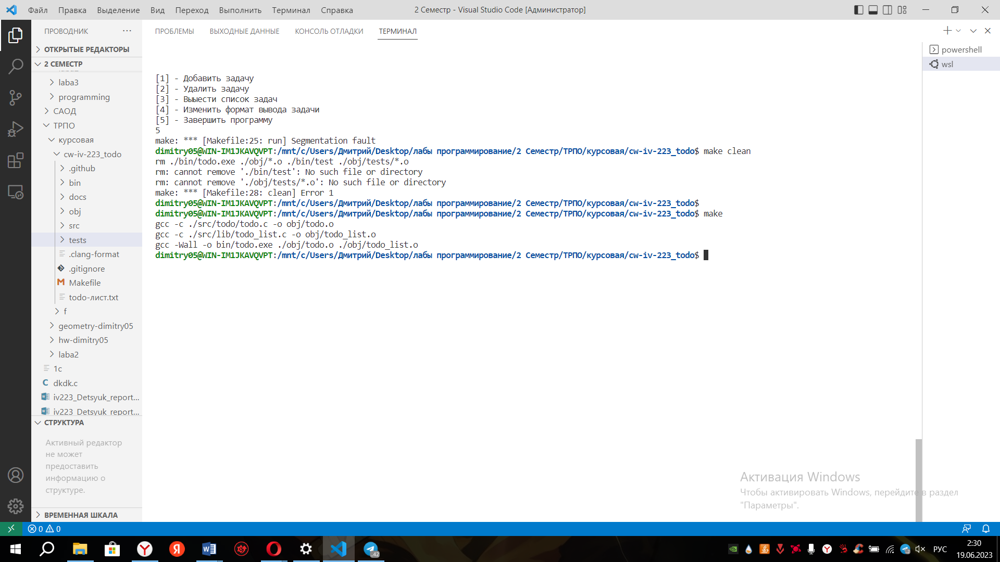 Файл Правка Выделение Вид Переход Выполнить Терминал Справка
2 Семестр - Visual Studio Code [Администратор]
ПРОВОДНИК
ПРОБЛЕМЫ ВЫХОДНЫЕ ДАННЫЕ КОНСОЛЬ ОТЛАДКИ ТЕРМИНАЛ
ОТКРЫТЫЕ РЕДАКТОРЫ
2 СЕМЕСТР
laba3
programming
САОД
ТРПО
курсовая
cw-iv-223_todo
.github
bin
docs
obj
src
tests
.clang-format
.gitignore
Makefile
todo-лист.txt
f
geometry-dimitry05
hw-dimitry05
laba2
1c
dkdk.c
iv223_Detsyuk_report...
iv223_Detsyuk_report...
СТРУКТУРА
Активный редактор
не может
предоставить
информацию о
структуре.
ВРЕМЕННАЯ ШКАЛА
[1] - Добавить задачу
[2] - Удалить задачу
[3] - Выыести список задач
[4] - Изменить формат вывода задачи
[5] - Завершить программу
5
make: *** [Makefile:25: run] Segmentation fault
dimitry05@WIN-IM1JKAVQVPT:/mnt/c/Users/Дмитрий/Desktop/лабы программирование/2 Семестр/ТРПО/курсовая/cw-iv-223_todo$ make clean
rm ./bin/todo.exe ./obj/*.o ./bin/test ./obj/tests/*.o
rm: cannot remove './bin/test': No such file or directory
rm: cannot remove './obj/tests/*.o': No such file or directory
make: *** [Makefile:28: clean] Error 1
dimitry05@WIN-IM1JKAVQVPT:/mnt/c/Users/Дмитрий/Desktop/лабы программирование/2 Семестр/ТРПО/курсовая/cw-iv-223_todo$
dimitry05@WIN-IM1JKAVQVPT:/mnt/c/Users/Дмитрий/Desktop/лабы программирование/2 Семестр/ТРПО/курсовая/cw-iv-223_todo$ make
gcc -c ./src/todo/todo.c -o obj/todo.o
gcc -c ./src/lib/todo_list.c -o obj/todo_list.o
gcc -Wall -o bin/todo.exe ./obj/todo.o ./obj/todo_list.o
dimitry05@WIN-IM1JKAVQVPT:/mnt/c/Users/Дмитрий/Desktop/лабы программирование/2 Семестр/ТРПО/курсовая/cw-iv-223_todo$
powershell
wsl
Активация Windows
Чтобы активировать Windows, перейдите в раздел
"Параметры".
0 0
42
РУС
2:30
19.06.2023